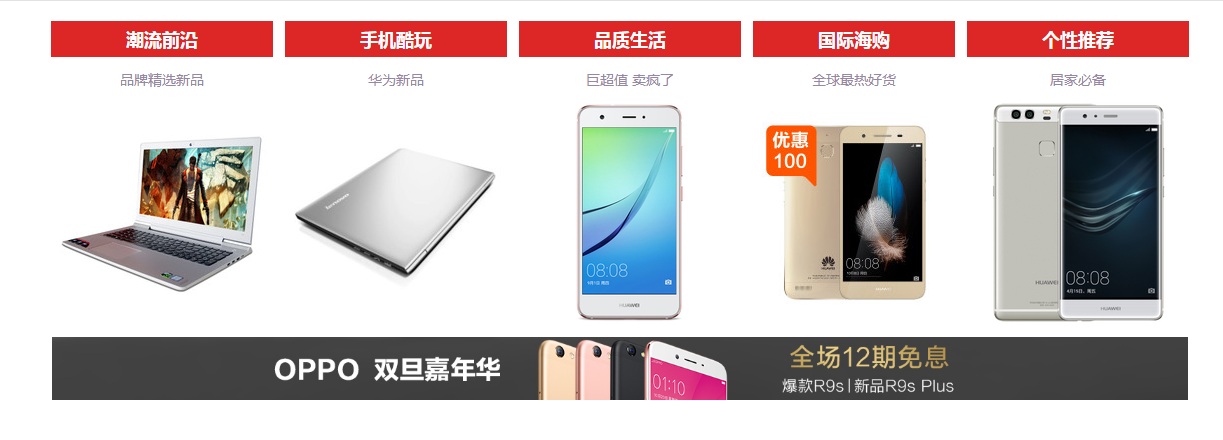 潮流前沿
手机酷玩
品质生活
国际海购
个性推荐
品牌精选新品
华为新品
巨超值 卖疯了
全球最热好货
居家必备
优惠
100
08:08
HUAWEI
08:08
HUAWEI
HUAWEI
08:08
HUAWEI
OPPO 双旦嘉年华
01:10
全场12期免息
爆款R9s|新品R9s Plus